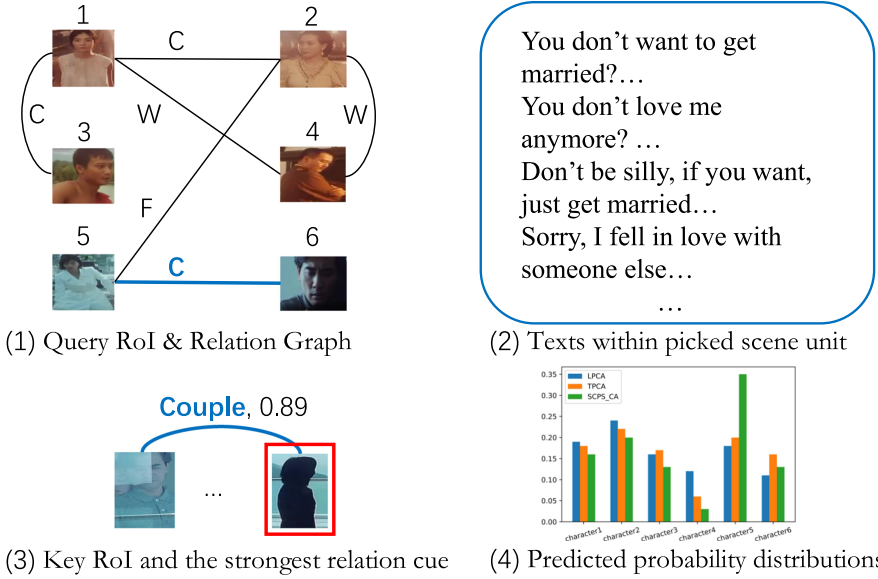 1
2
C
C
W
W
3
4
F
5
6
C
(1) Query RoI & Relation Graph
You don't want to get
married?…
You don't love me
anymore? …
Don't be silly, if you want,
just get married…
Sorry, I fell in love with
someone else…
…
(2) Texts within picked scene unit
Couple, 0.89
...
(3) Key RoI and the strongest relation cue
0.35
0.30
0.25
0.20
0.15
0.10
0.05
0.00
LPCA
TPCA
SCPS_CA
character1
character2
character3
character4
character5
character6
(4) Predicted probability distributions